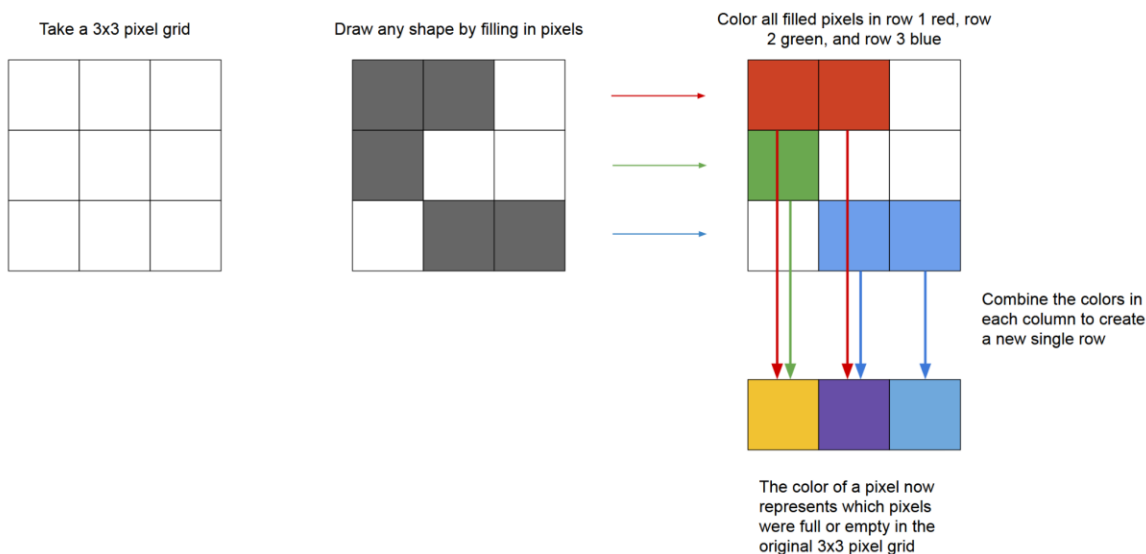 Take a 3x3 pixel grid
Draw any shape by filling in pixels
Color all filled pixels in row 1 red, row
2 green, and row 3 blue
Combine the colors in
each column to create
a new single row
The color of a pixel now
represents which pixels
were full or empty in the
original 3x3 pixel grid